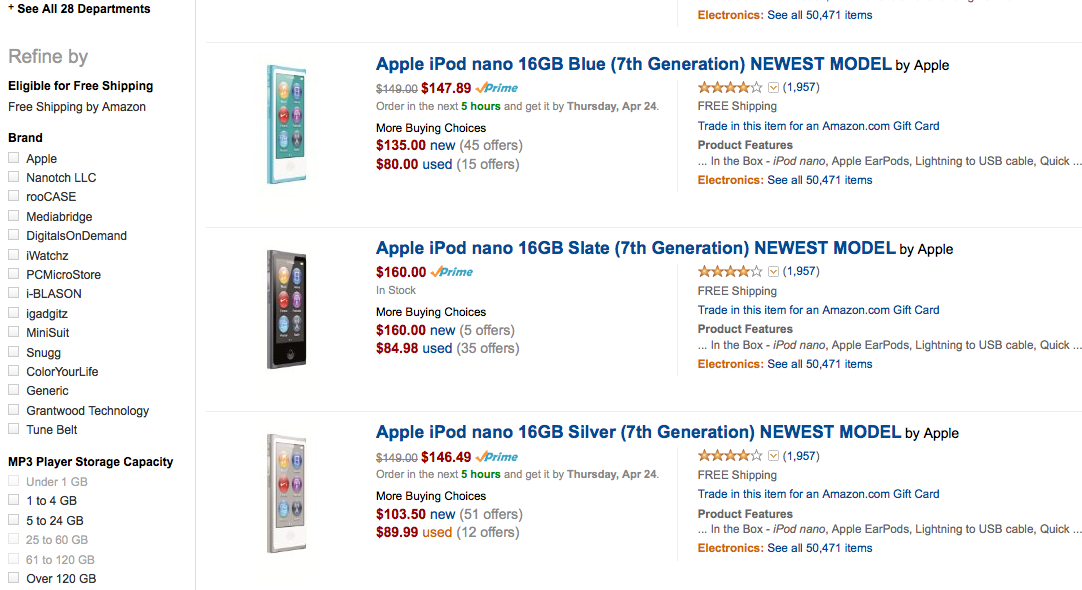 + See All 28 Departments
Refine by
Eligible for Free Shipping
Free Shipping by Amazon
Brand
Apple
Nanotch LLC
rooCASE
Mediabridge
DigitalsOnDemand
iWatchz
PCMicroStore
i-BLASON
igadgitz
MiniSuit
Snugg
ColorYourLife
Generic
Grantwood Technology
Tune Belt
MP3 Player Storage Capacity
Under 1 GB
1 to 4 GB
5 to 24 GB
25 to 60 GB
61 to 120 GB
Over 120 GB
Electronics: See all 50,471 items
Apple iPod nano 16GB Blue (7th Generation) NEWEST MODEL by Apple
$149.00 $147.89 Prime
Order in the next 5 hours and get it by Thursday, Apr 24.
More Buying Choices
$135.00 new (45 offers)
$80.00 used (15 offers)
(1,957)
FREE Shipping
Trade in this item for an Amazon.com Gift Card
Product Features
... In the Box - iPod nano, Apple EarPods, Lightning to USB cable, Quick ...
Electronics: See all 50,471 items
Apple iPod nano 16GB Slate (7th Generation) NEWEST MODEL by Apple
$160.00 Prime
In Stock
More Buying Choices
$160.00 new (5 offers)
$84.98 used (35 offers)
(1,957)
FREE Shipping
Trade in this item for an Amazon.com Gift Card
Product Features
... In the Box - iPod nano, Apple EarPods, Lightning to USB cable, Quick ...
Electronics: See all 50,471 items
Apple iPod nano 16GB Silver (7th Generation) NEWEST MODEL by Apple
$149.00 $146.49 Prime
Order in the next 5 hours and get it by Thursday, Apr 24.
More Buying Choices
$103.50 new (51 offers)
$89.99 used (12 offers)
(1,957)
FREE Shipping
Trade in this item for an Amazon.com Gift Card
Product Features
... In the Box - iPod nano, Apple EarPods, Lightning to USB cable, Quick ...
Electronics: See all 50,471 items